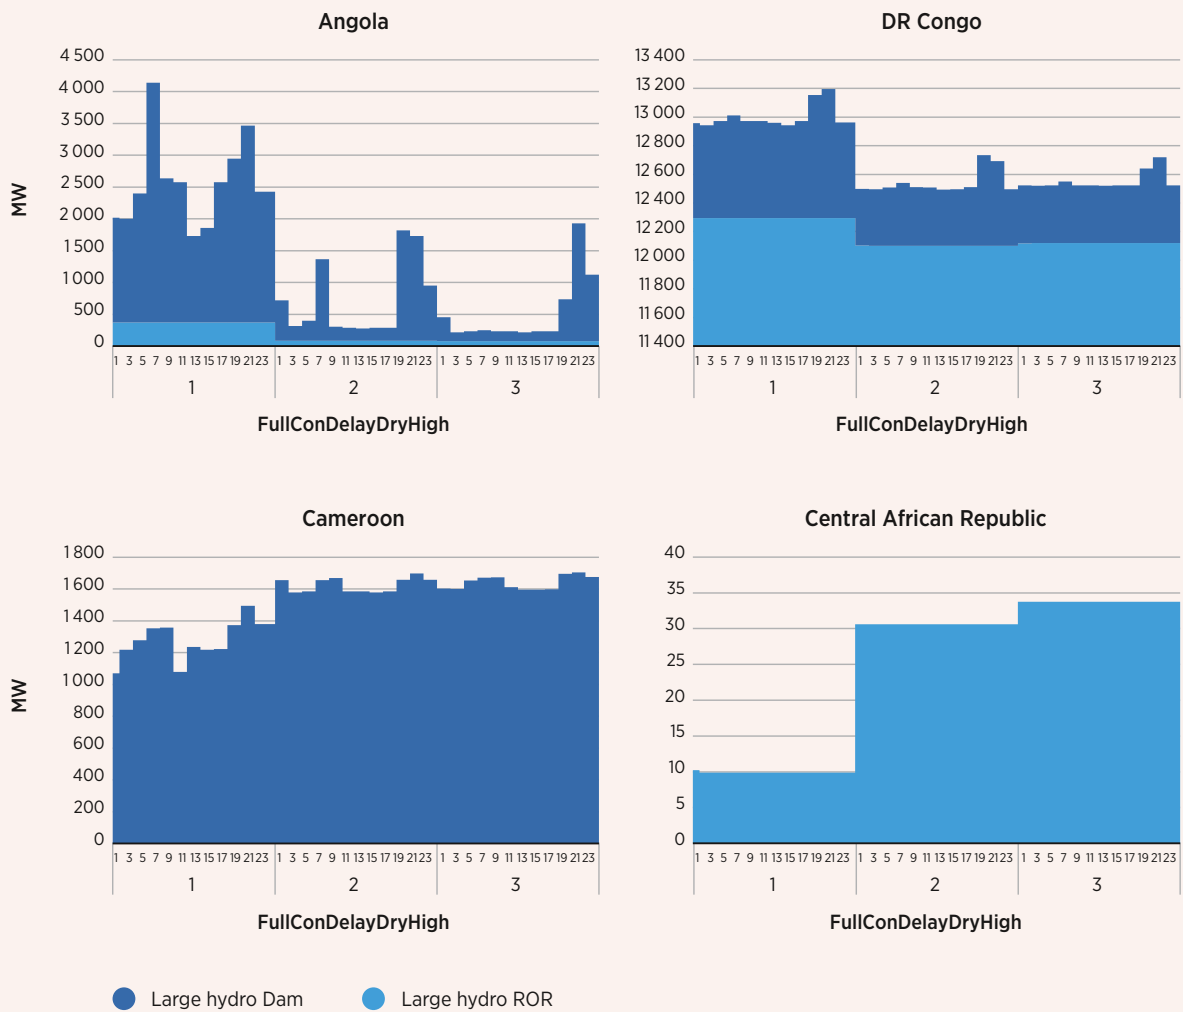 Angola
MW
4 500
4 000
3 500
3 000
2 500
2 000
1 500
1 000
500
0
1 3 5 7 9 11 13 15 17 19 21 23 1 3 5 7 9 11 13 15 17 19 21 23 1 3 5 7 9 11 13 15 17 19 21 23
1 2 3
FullConDelayDryHigh
DR Congo
13 400
13 200
13 000
12 800
12 600
12 400
12 200
12 000
11 800
11 600
11 400
1 3 5 7 9 11 13 15 17 19 21 23 1 3 5 7 9 11 13 15 17 19 21 23 1 3 5 7 9 11 13 15 17 19 21 23
1 2 3
FullConDelayDryHigh
Cameroon
MW
1 800
1 600
1 400
1 200
1 000
800
600
400
200
0
1 3 5 7 9 11 13 15 17 19 21 23 1 3 5 7 9 11 13 15 17 19 21 23 1 3 5 7 9 11 13 15 17 19 21 23
1 2 3
FullConDelayDryHigh
Central African Republic
40
35
30
25
20
15
10
5
0
1 3 5 7 9 11 13 15 17 19 21 23 1 3 5 7 9 11 13 15 17 19 21 23 1 3 5 7 9 11 13 15 17 19 21 23
1 2 3
FullConDelayDryHigh
Large hydro Dam Large hydro ROR